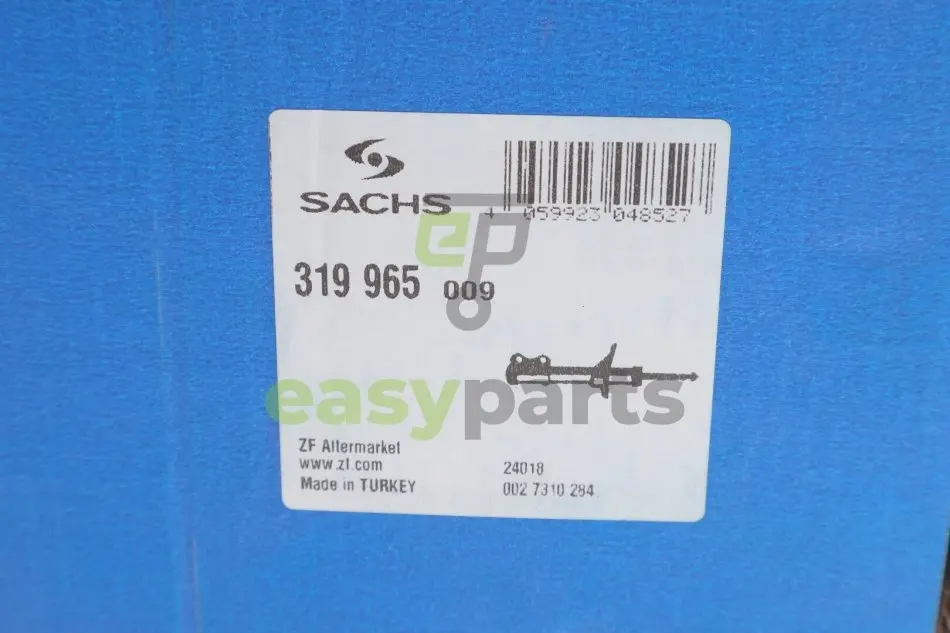 SACHS
4 059923 048527
319 965 009
ep
easyparts
ZF Aftermarket
www.zf.com
Made in TURKEY
24018
002 7310 284